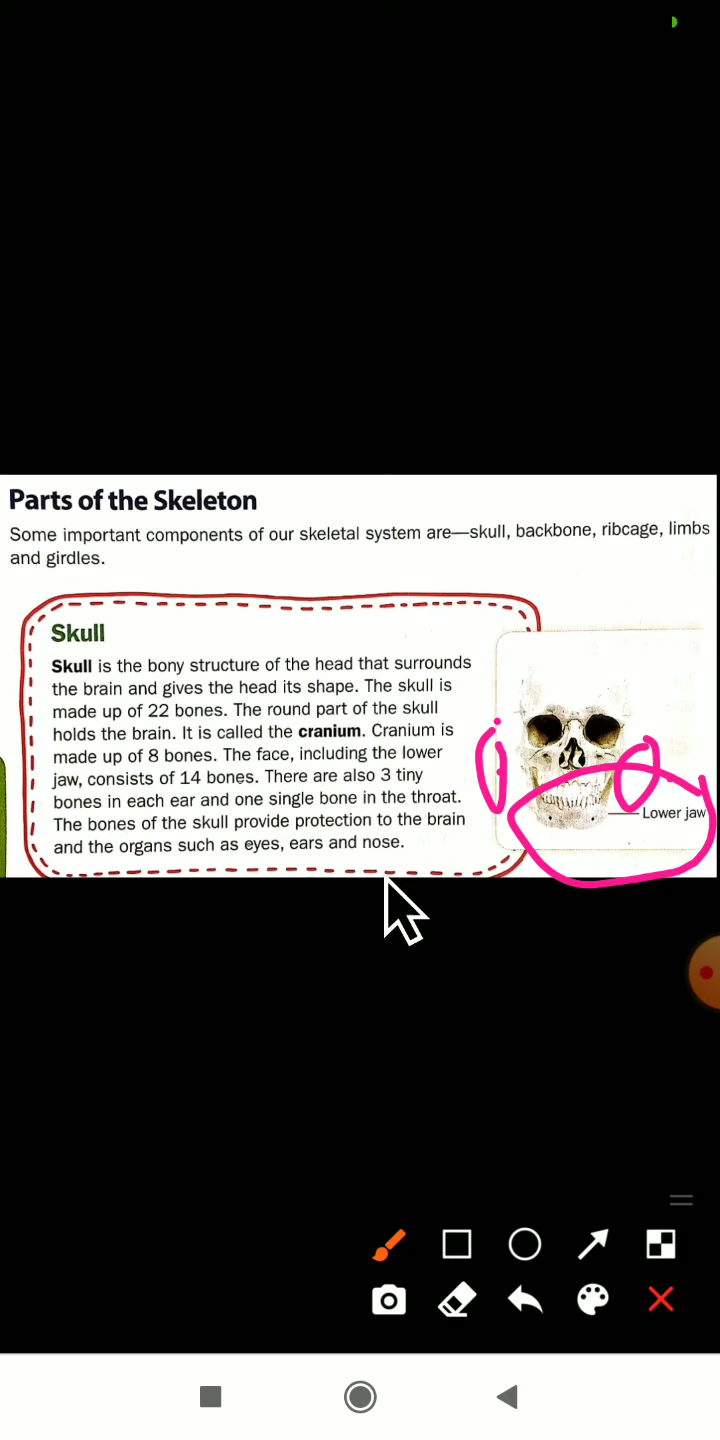 Parts of the Skeleton
Some important components of our skeletal system are—skull, backbone, ribcage, limbs
and girdles.
Skull
Skull is the bony structure of the head that surrounds
the brain and gives the head its shape. The skull is
made up of 22 bones. The round part of the skull
holds the brain. It is called the cranium. Cranium is
made up of 8 bones. The face, including the lower
jaw, consists of 14 bones. There are also 3 tiny
bones in each ear and one single bone in the throat.
The bones of the skull provide protection to the brain
and the organs such as eyes, ears and nose.
Lower jaw